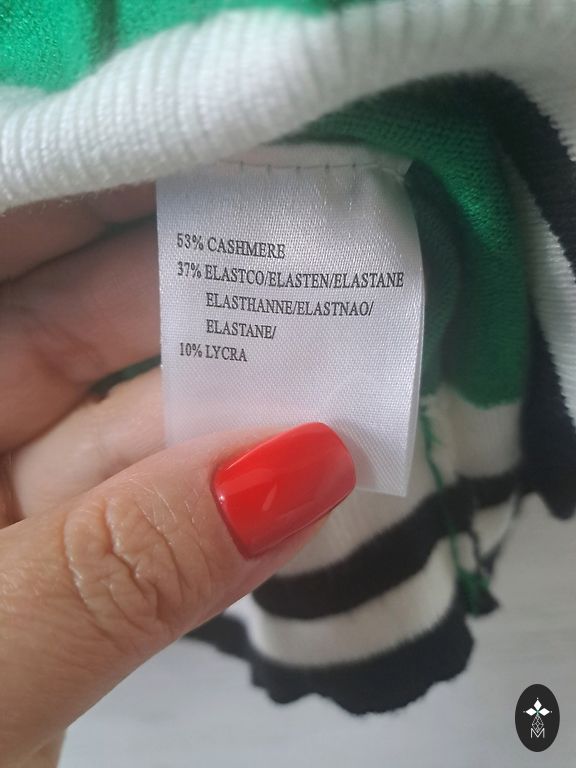 53% CASHMERE
37% ELASTCO/ELASTEN/ELASTANE
ELASTHANNE/ELASTNAO/
ELASTANE/
10% LYCRA
M